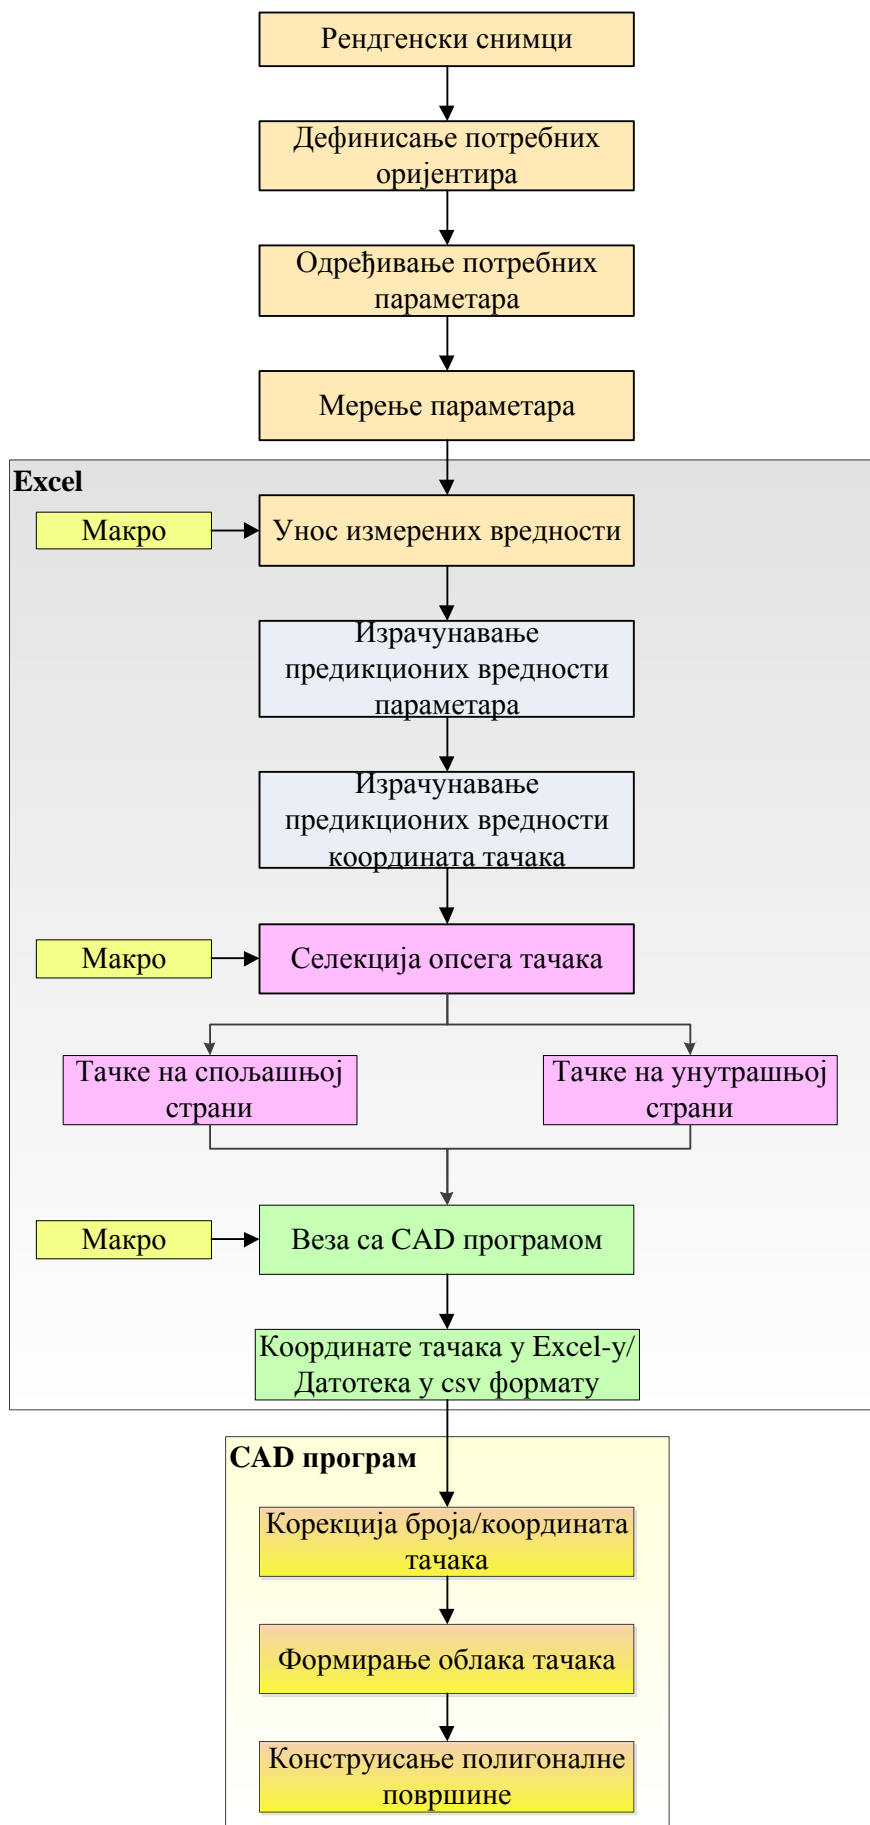 Рендгенски снимци
Дефинисање потребних
оријентира
Одређивање потребних
параметара
Мерење параметара
Excel
Макро
Унос измерених вредности
Израчунавање
предикционих вредности
параметара
Израчунавање
предикционих вредности
координата тачака
Макро
Селекција опсега тачака
Тачке на спољашњој
страни
Тачке на унутрашњој
страни
Макро
Веза са CAD програмом
Координате тачака у Excel-у/
Датотека у csv формату
CAD програм
Корекција броја/координата
тачака
Формирање облака тачака
Конструисање полигоналне
површине